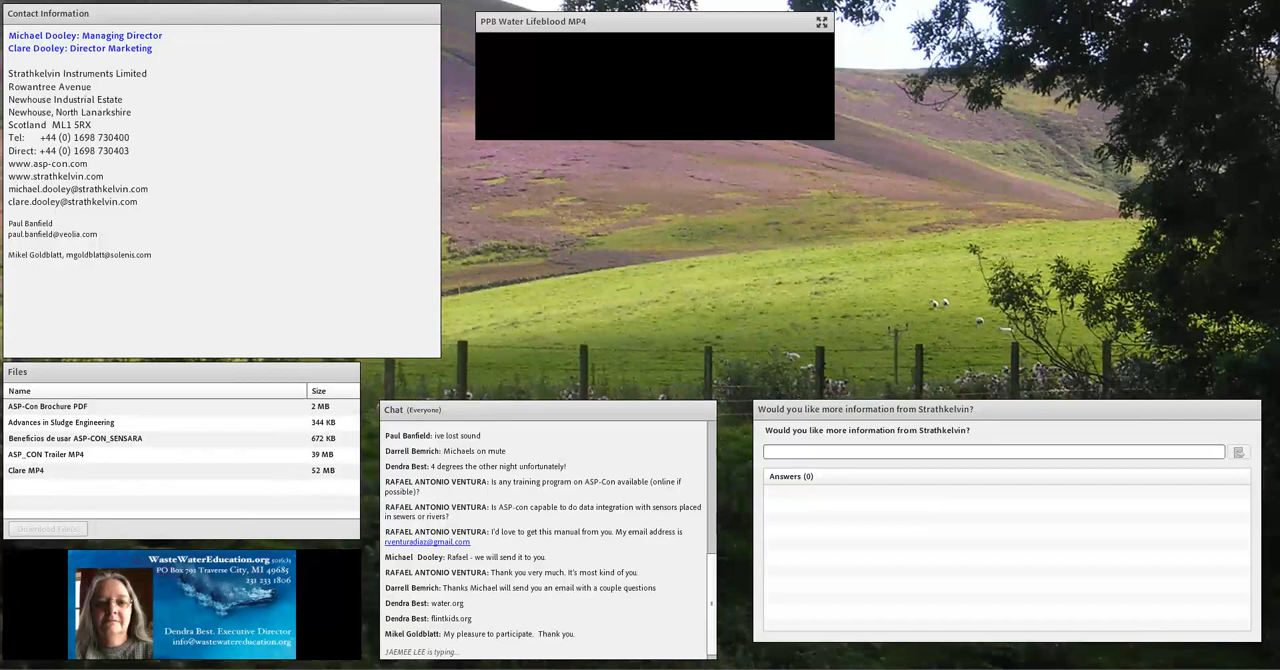 Contact Information
Michael Dooley: Managing Director
Clare Dooley: Director Marketing
Strathkelvin Instruments Limited
Rowantree Avenue
Newhouse Industrial Estate
Newhouse, North Lanarkshire
Scotland ML1 5RX
Tel: +44 (0) 1698 730400
Direct: +44 (0) 1698 730403
www.asp-con.com
www.strathkelvin.com
michael.dooley@strathkelvin.com
clare.dooley@strathkelvin.com
Paul Banfield
paul.banfield@veolia.com
Mikel Goldblatt, mgoldblatt@solenis.com
PPB Water Lifeblood MP4
Files
Name Size
ASP-Con Brochure PDF 2 MB
Advances in Sludge Engineering 344 KB
Beneficios de usar ASP-CON_SENSARA 672 KB
ASP_CON Trailer MP4 39 MB
Clare MP4 52 MB
Download File(s)
WasteWaterEducation.org 501(c)3
PO Box 792 Traverse City, MI 49685
231 233 1806
Dendra Best. Executive Director
info@wastewatereducation.org
Chat (Everyone)
Paul Banfield: ive lost sound
Darrell Bemrich: Michaels on mute
Dendra Best: 4 degrees the other night unfortunately!
RAFAEL ANTONIO VENTURA: Is any training program on ASP-Con available (online if
possible)?
RAFAEL ANTONIO VENTURA: Is ASP-con capable to do data integration with sensors placed
in sewers or rivers?
RAFAEL ANTONIO VENTURA: I'd love to get this manual from you. My email address is
rventuradiaz@gmail.com
Michael Dooley: Rafael - we will send it to you.
RAFAEL ANTONIO VENTURA: Thank you very much. It's most kind of you.
Darrell Bemrich: Thanks Michael will send you an email with a couple questions
Dendra Best: water.org
Dendra Best: flintkids.org
Mikel Goldblatt: My pleasure to participate. Thank you.
JAEMEE LEE is typing...
Would you like more information from Strathkelvin?
Would you like more information from Strathkelvin?
Answers (0)